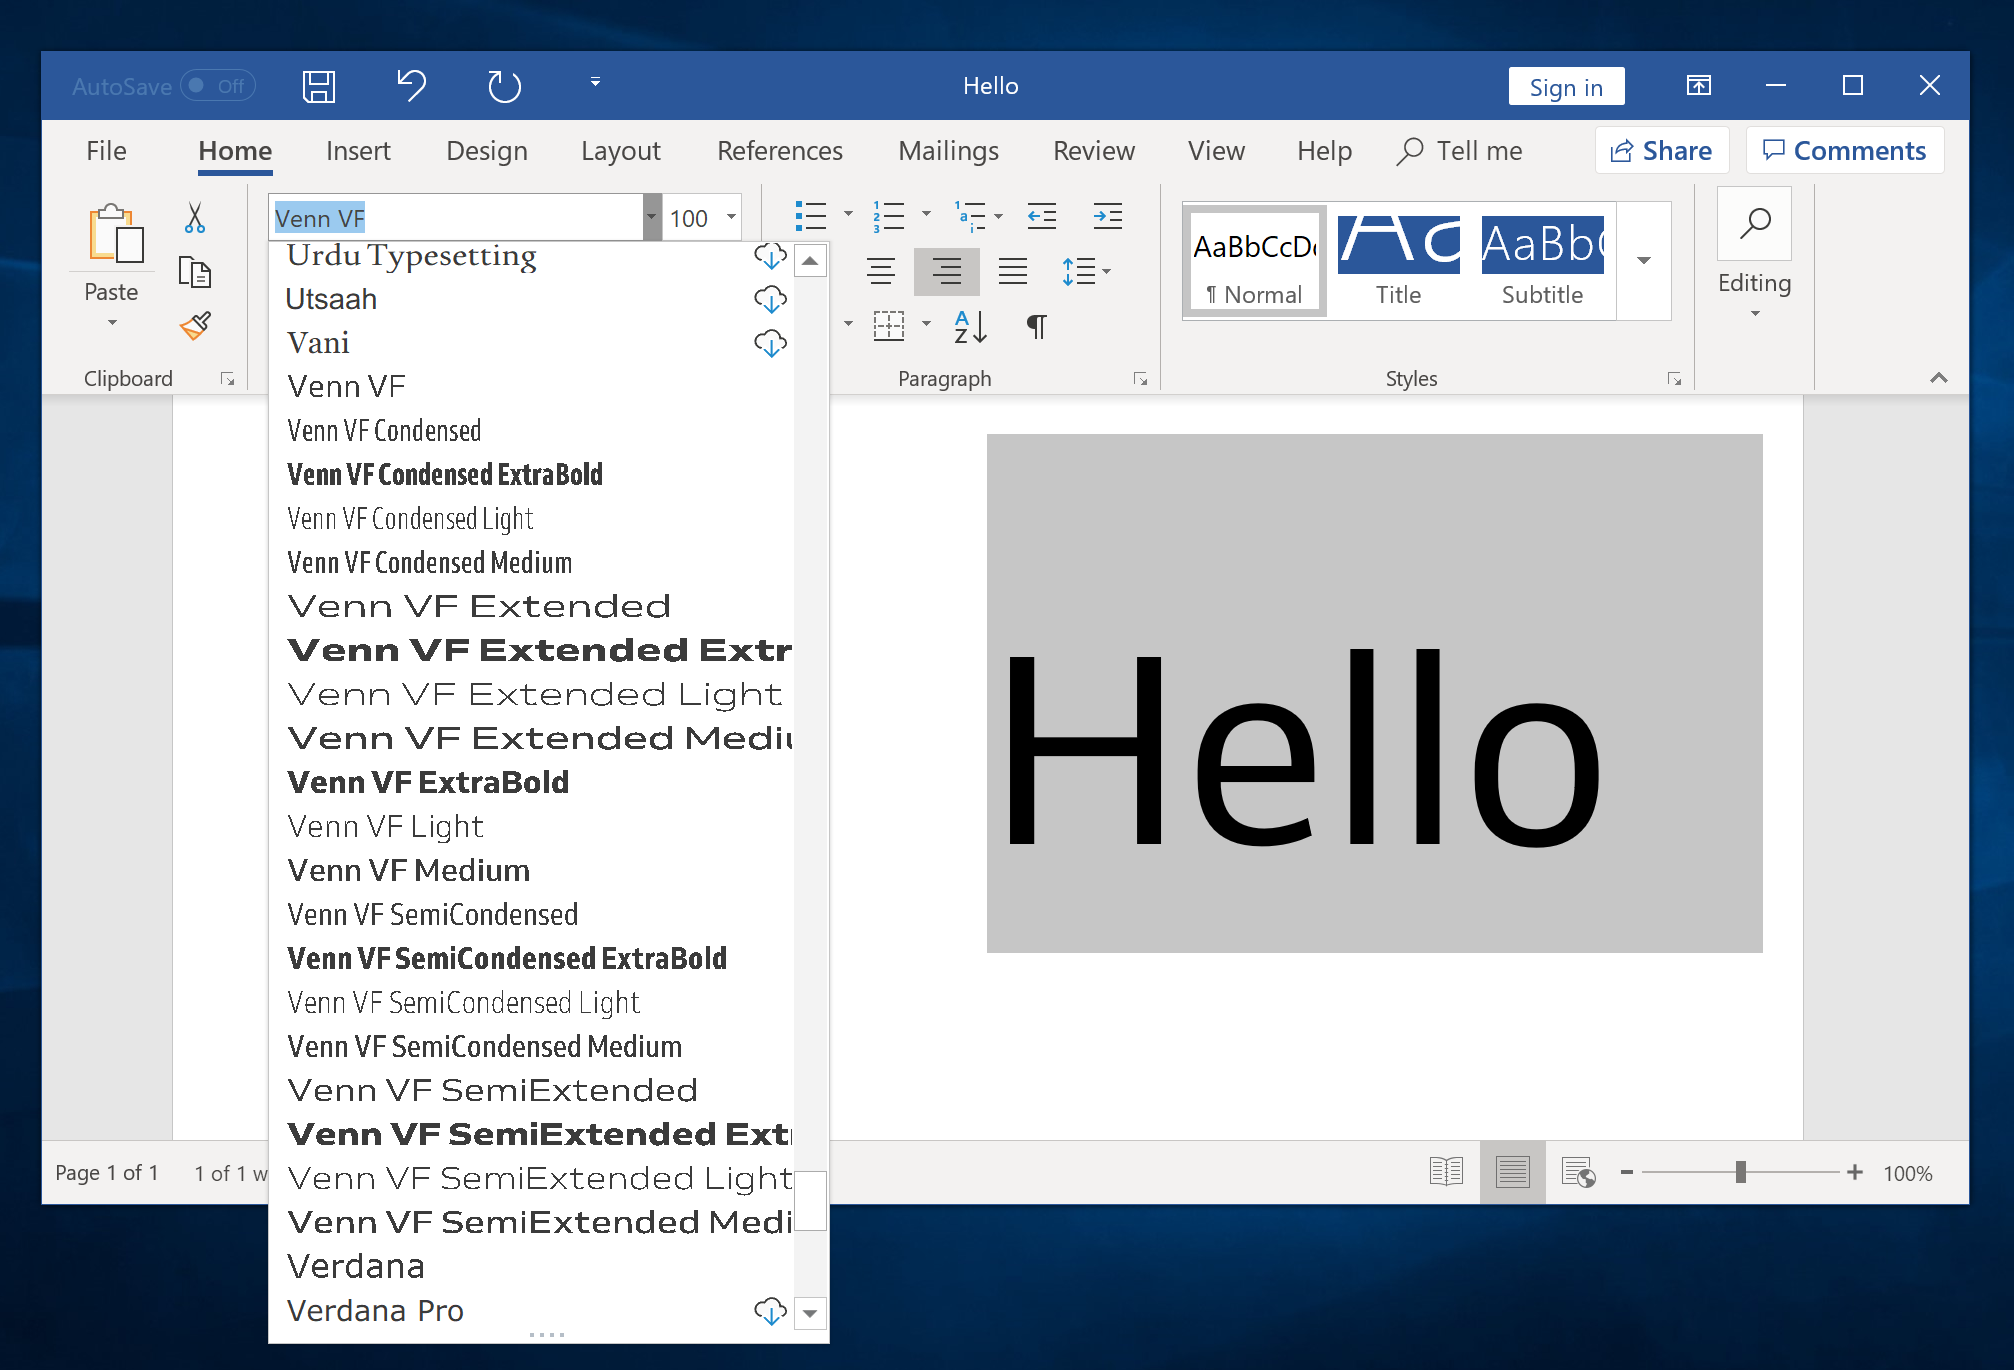 AutoSave Off Hello Sign in
File Home Insert Design Layout References Mailings Review View Help Tell me Share Comments
Venn VF 100
Paste
Clipboard
Paragraph
AaBbCcDc
¶ Normal
Aa
Title
AaBbC
Subtitle
Styles
Editing
Urdu Typesetting
Utsaah
Vani
Venn VF
Venn VF Condensed
Venn VF Condensed ExtraBold
Venn VF Condensed Light
Venn VF Condensed Medium
Venn VF Extended
Venn VF Extended Extr
Venn VF Extended Light
Venn VF Extended Mediu
Venn VF ExtraBold
Venn VF Light
Venn VF Medium
Venn VF SemiCondensed
Venn VF SemiCondensed ExtraBold
Venn VF SemiCondensed Light
Venn VF SemiCondensed Medium
Venn VF SemiExtended
Venn VF SemiExtended Ext
Venn VF SemiExtended Light
Venn VF SemiExtended Medi
Verdana
Verdana Pro
Hello
Page 1 of 1 1 of 1 w 100%